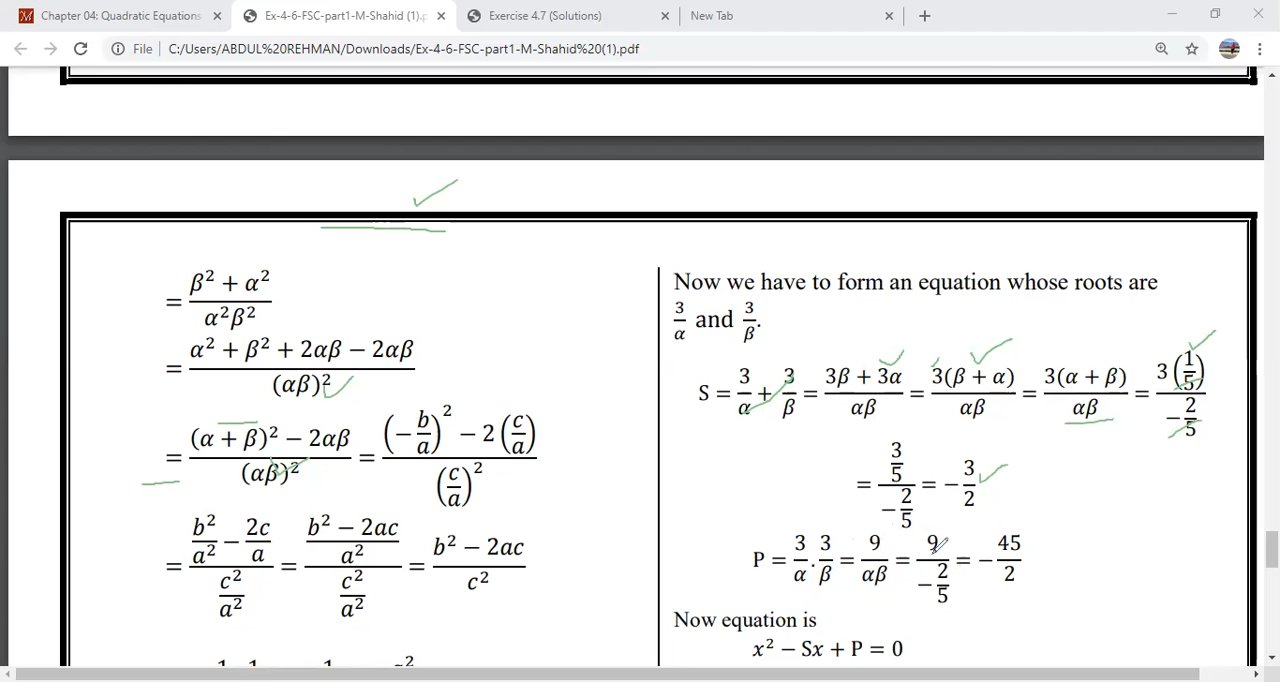 Chapter 04: Quadratic Equations
Ex-4-6-FSC-part1-M-Shahid (1).p
Exercise 4.7 (Solutions)
New Tab
File | C:/Users/ABDUL%20REHMAN/Downloads/Ex-4-6-FSC-part1-M-Shahid%20(1).pdf
= (β² + α²)/(α²β²)
= (α² + β² + 2αβ − 2αβ)/(αβ)²
= ((α + β)² − 2αβ)/(αβ)² = ((−b/a)² − 2(c/a))/(c/a)²
= (b²/a² − 2c/a)/(c²/a²) = ((b² − 2ac)/a²)/(c²/a²) = (b² − 2ac)/c²
Now we have to form an equation whose roots are
3/α and 3/β.
S = 3/α + 3/β = (3β + 3α)/αβ = 3(β + α)/αβ = 3(α + β)/αβ = 3(1/5)/(−2/5)
= (3/5)/(−2/5) = −3/2
P = 3/α . 3/β = 9/αβ = 9/(−2/5) = −45/2
Now equation is
x² − Sx + P = 0